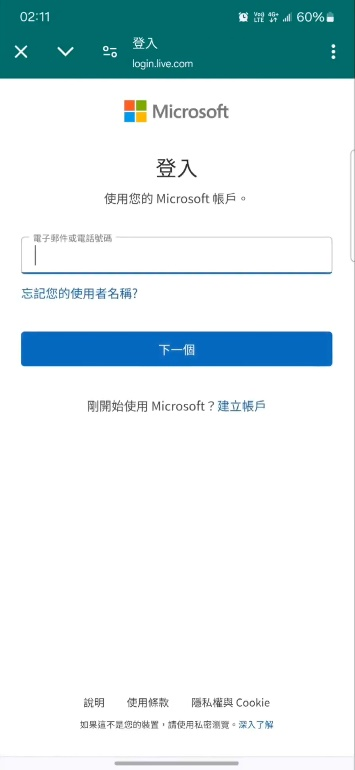 02:11
Vo)) LTE 4G+ 60%
登入
login.live.com
Microsoft
登入
使用您的 Microsoft 帳戶。
電子郵件或電話號碼
忘記您的使用者名稱?
下一個
剛開始使用 Microsoft？建立帳戶
說明 使用條款 隱私權與 Cookie
如果這不是您的裝置，請使用私密瀏覽。深入了解